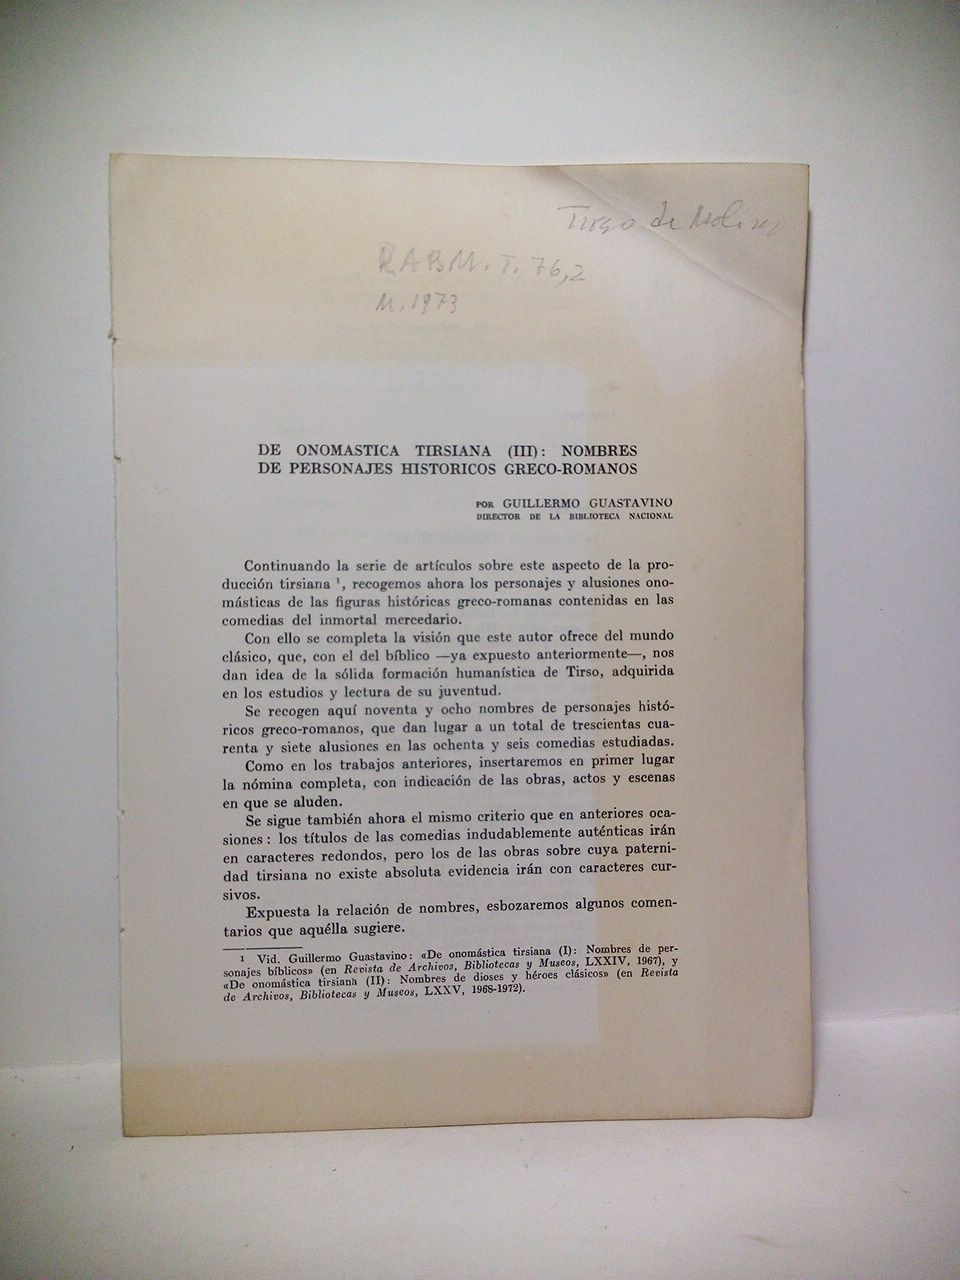 Tirso de Molina
R.A.B.M. T. 76,2
M. 1973
DE ONOMASTICA TIRSIANA (III): NOMBRES
DE PERSONAJES HISTORICOS GRECO-ROMANOS
POR GUILLERMO GUASTAVINO
DIRECTOR DE LA BIBLIOTECA NACIONAL
Continuando la serie de artículos sobre este aspecto de la pro-
ducción tirsiana ¹, recogemos ahora los personajes y alusiones ono-
másticas de las figuras históricas greco-romanas contenidas en las
comedias del inmortal mercedario.
Con ello se completa la visión que este autor ofrece del mundo
clásico, que, con el del bíblico —ya expuesto anteriormente—, nos
dan idea de la sólida formación humanística de Tirso, adquirida
en los estudios y lectura de su juventud.
Se recogen aquí noventa y ocho nombres de personajes histó-
ricos greco-romanos, que dan lugar a un total de trescientas cua-
renta y siete alusiones en las ochenta y seis comedias estudiadas.
Como en los trabajos anteriores, insertaremos en primer lugar
la nómina completa, con indicación de las obras, actos y escenas
en que se aluden.
Se sigue también ahora el mismo criterio que en anteriores oca-
siones: los títulos de las comedias indudablemente auténticas irán
en caracteres redondos, pero los de las obras sobre cuya paterni-
dad tirsiana no existe absoluta evidencia irán con caracteres cur-
sivos.
Expuesta la relación de nombres, esbozaremos algunos comen-
tarios que aquélla sugiere.
¹ Vid. Guillermo Guastavino: «De onomástica tirsiana (I): Nombres de per-
sonajes bíblicos» (en Revista de Archivos, Bibliotecas y Museos, LXXIV, 1967), y
«De onomástica tirsiana (II): Nombres de dioses y héroes clásicos» (en Revista
de Archivos, Bibliotecas y Museos, LXXV, 1968-1972).